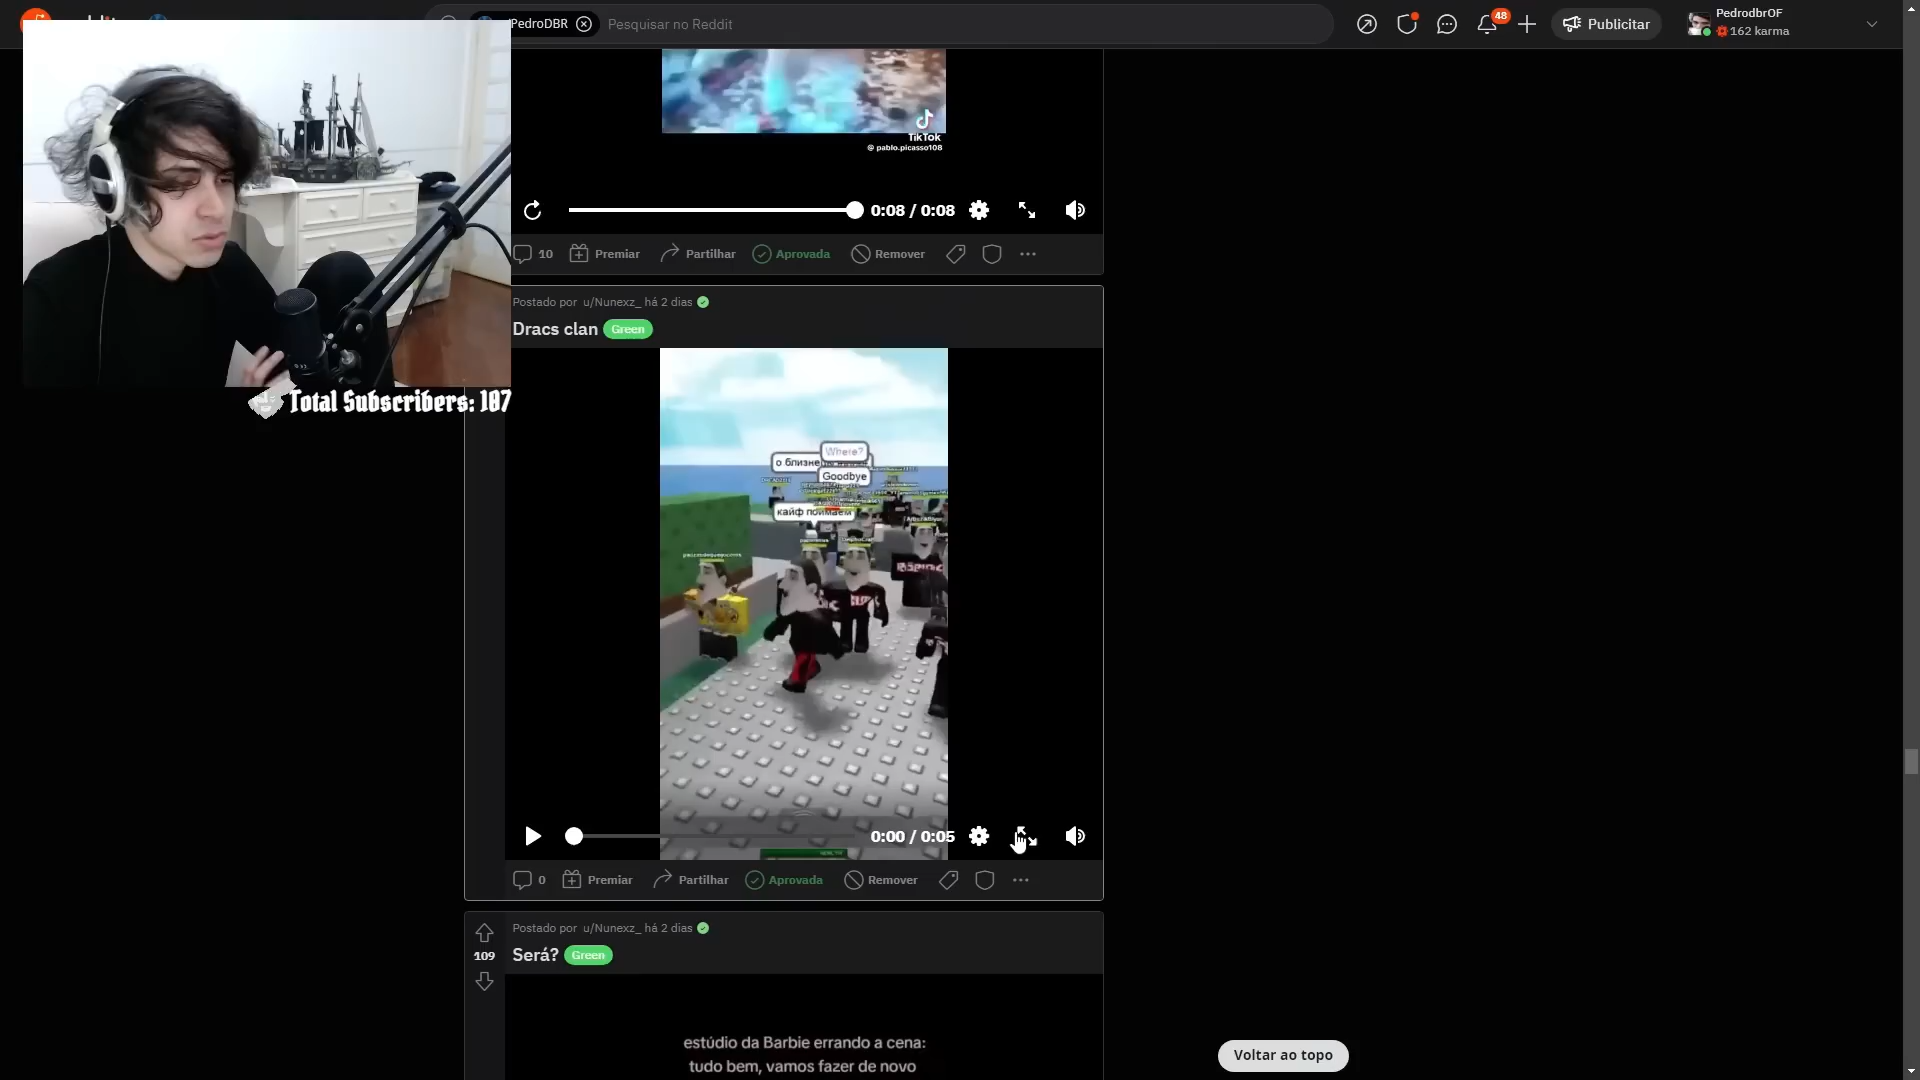 PedroDBR
Pesquisar no Reddit
48
Publicitar
PedrodbrOF
162 karma
TikTok
@ pablo.picasso108
0:08 / 0:08
10
Premiar
Partilhar
Aprovada
Remover
Postado por u/Nunexz_ há 2 dias
Dracs clan
Green
Total Subscribers: 187
Where?
о близне
Goodbye
кайф поймаем
0:00 / 0:05
0
Premiar
Partilhar
Aprovada
Remover
Postado por u/Nunexz_ há 2 dias
109
Será?
Green
estúdio da Barbie errando a cena:
tudo bem, vamos fazer de novo
Voltar ao topo